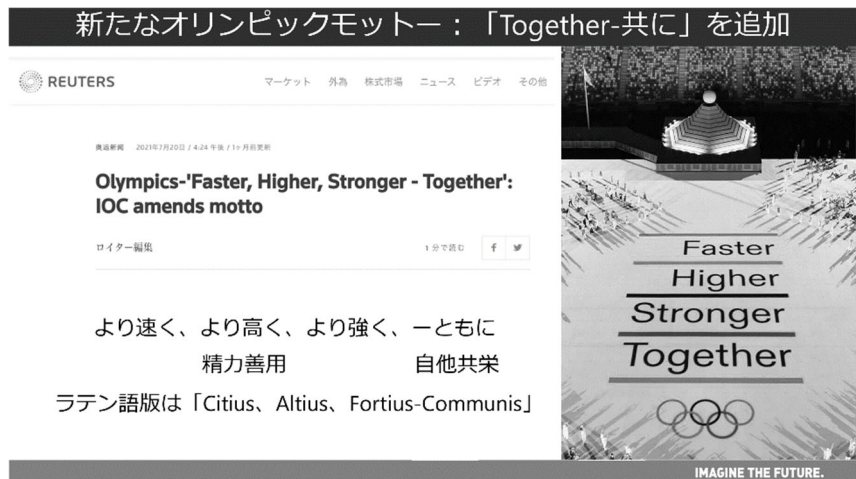 新たなオリンピックモットー：「Together-共に」を追加
REUTERS
マーケット 外為 株式市場 ニュース ビデオ その他
奥运新闻 2021年7月20日 / 4:24 午後 / 1ヶ月前更新
Olympics-'Faster, Higher, Stronger - Together':
IOC amends motto
ロイター編集
1 分で読む
より速く、より高く、より強く、ーともに
精力善用 自他共栄
ラテン語版は「Citius、Altius、Fortius-Communis」
Faster
Higher
Stronger
Together
IMAGINE THE FUTURE.